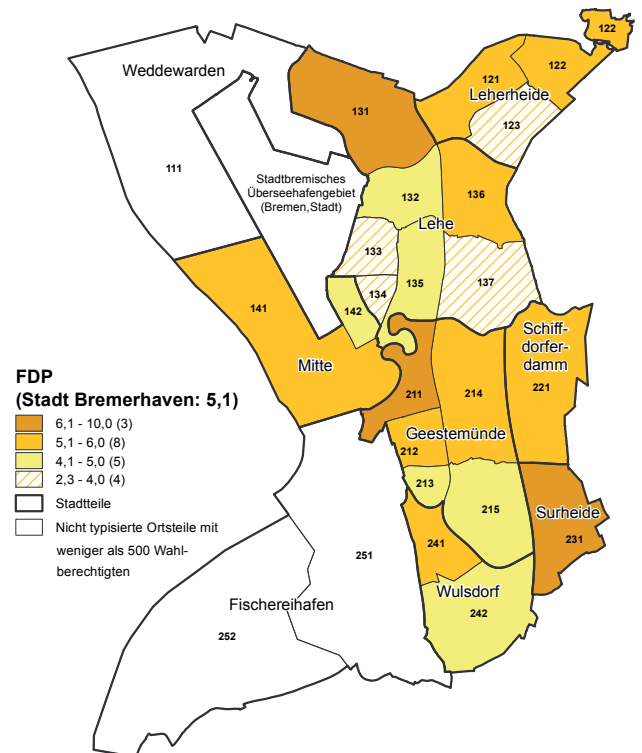 122
121
122
Weddewarden
Leherheide
131
123
111
Stadtbremisches
Überseehafengebiet
(Bremen,Stadt)
132
136
Lehe
133
135
137
134
141
142
Schiff-
dorfer-
damm
Mitte
FDP
(Stadt Bremerhaven: 5,1)
6,1 - 10,0 (3)
5,1 - 6,0 (8)
4,1 - 5,0 (5)
2,3 - 4,0 (4)
Stadtteile
Nicht typisierte Ortsteile mit
weniger als 500 Wahl-
berechtigten
211
214
221
Geestemünde
212
213
215
Surheide
231
241
251
Wulsdorf
Fischereihafen
242
252